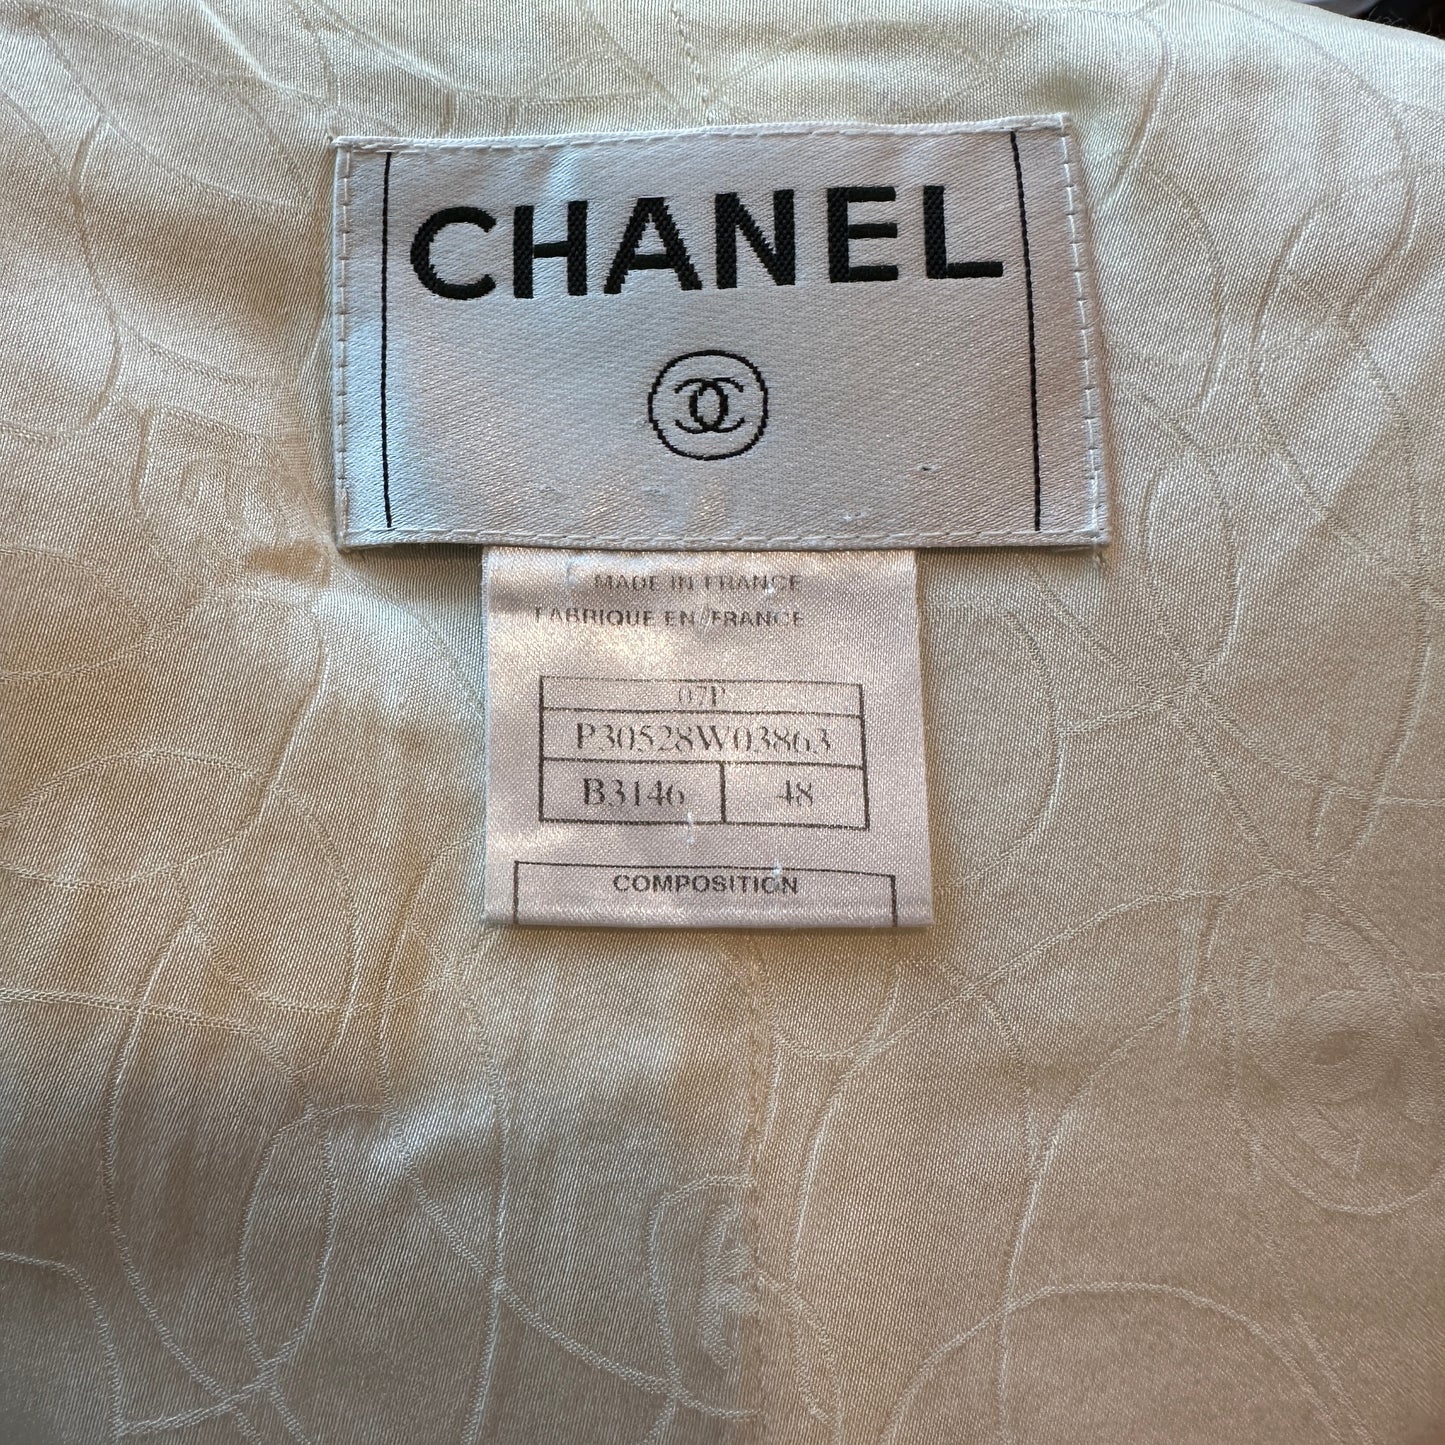 CHANEL
MADE IN FRANCE
FABRIQUE EN FRANCE
07P
P30528W03863
B3146 48
COMPOSITION